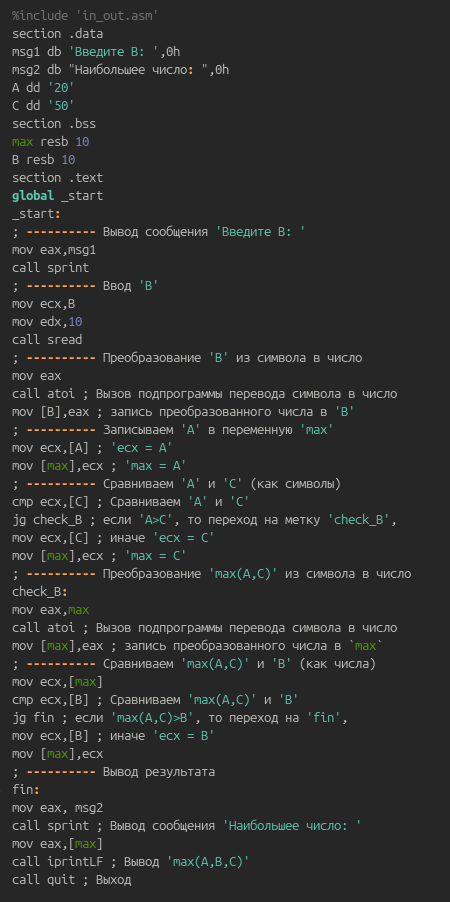 %include 'in_out.asm'
section .data
msg1 db 'Введите B: ',0h
msg2 db "Наибольшее число: ",0h
A dd '20'
C dd '50'
section .bss
max resb 10
B resb 10
section .text
global _start
_start:
; ---------- Вывод сообщения 'Введите B: '
mov eax,msg1
call sprint
; ---------- Ввод 'B'
mov ecx,B
mov edx,10
call sread
; ---------- Преобразование 'B' из символа в число
mov eax
call atoi ; Вызов подпрограммы перевода символа в число
mov [B],eax ; запись преобразованного числа в 'B'
; ---------- Записываем 'A' в переменную 'max'
mov ecx,[A] ; 'ecx = A'
mov [max],ecx ; 'max = A'
; ---------- Сравниваем 'A' и 'С' (как символы)
cmp ecx,[C] ; Сравниваем 'A' и 'С'
jg check_B ; если 'A>C', то переход на метку 'check_B',
mov ecx,[C] ; иначе 'ecx = C'
mov [max],ecx ; 'max = C'
; ---------- Преобразование 'max(A,C)' из символа в число
check_B:
mov eax,max
call atoi ; Вызов подпрограммы перевода символа в число
mov [max],eax ; запись преобразованного числа в `max`
; ---------- Сравниваем 'max(A,C)' и 'B' (как числа)
mov ecx,[max]
cmp ecx,[B] ; Сравниваем 'max(A,C)' и 'B'
jg fin ; если 'max(A,C)>B', то переход на 'fin',
mov ecx,[B] ; иначе 'ecx = B'
mov [max],ecx
; ---------- Вывод результата
fin:
mov eax, msg2
call sprint ; Вывод сообщения 'Наибольшее число: '
mov eax,[max]
call iprintLF ; Вывод 'max(A,B,C)'
call quit ; Выход